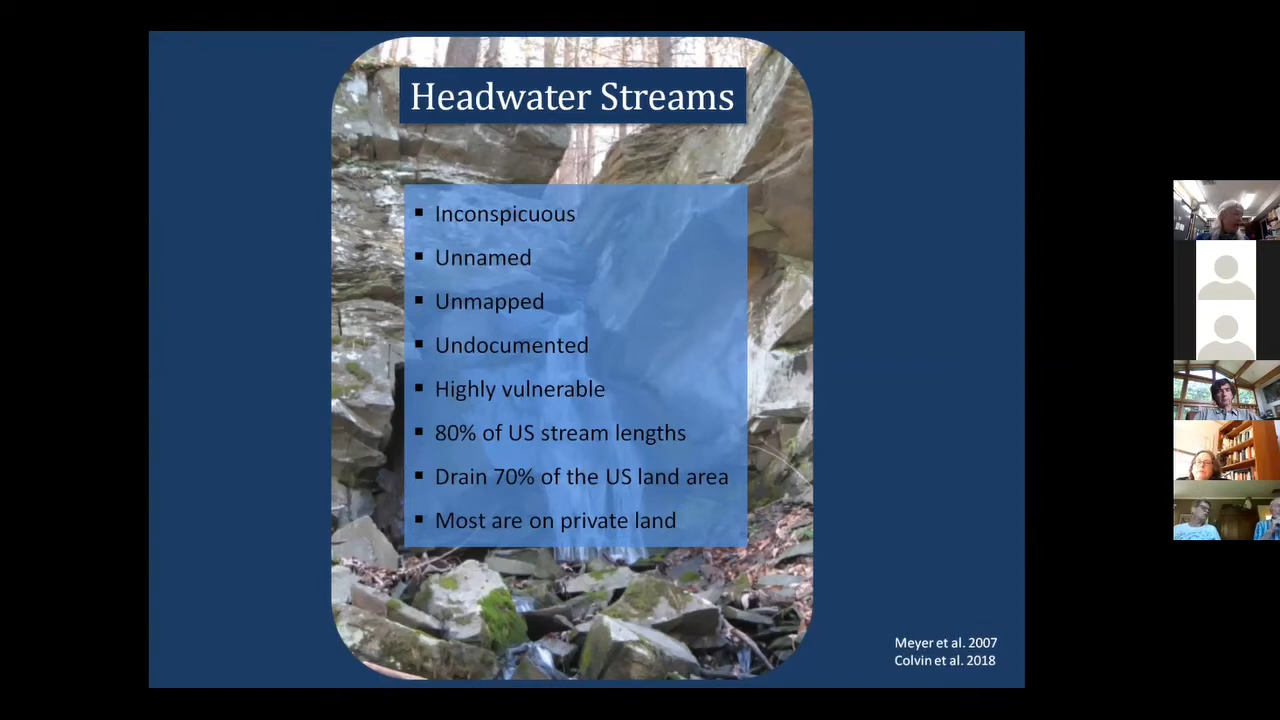 Headwater Streams
▪ Inconspicuous
▪ Unnamed
▪ Unmapped
▪ Undocumented
▪ Highly vulnerable
▪ 80% of US stream lengths
▪ Drain 70% of the US land area
▪ Most are on private land
Meyer et al. 2007
Colvin et al. 2018